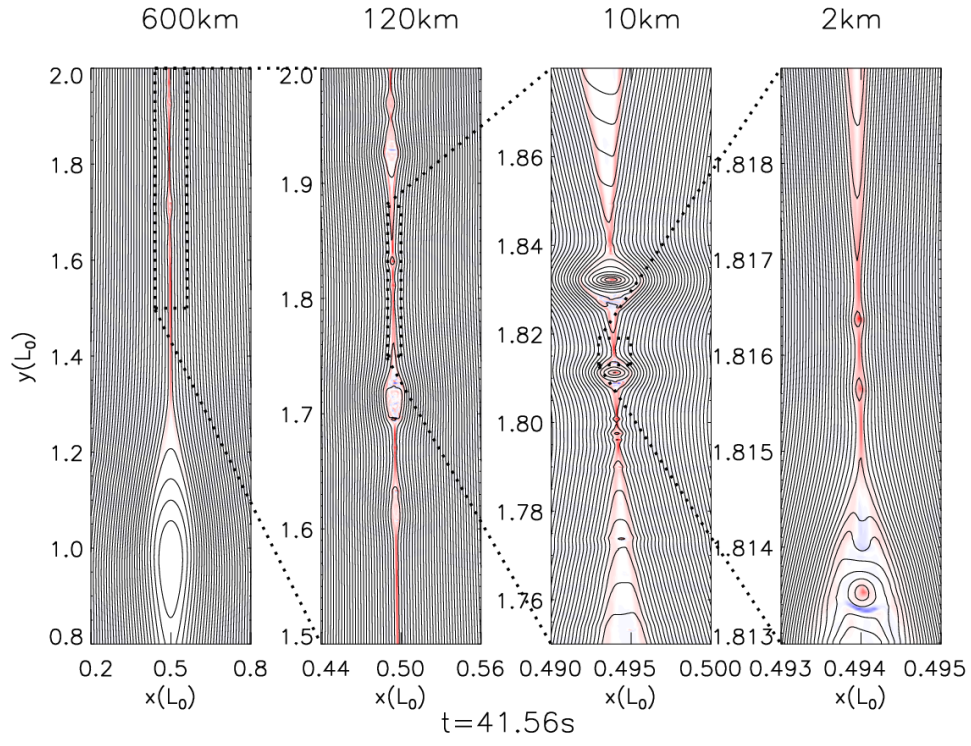 600km 120km 10km 2km
2.0 1.8 1.6 1.4 1.2 1.0 0.8
y(L₀)
2.0 1.9 1.8 1.7 1.6 1.5
1.86 1.84 1.82 1.80 1.78 1.76
1.818 1.817 1.816 1.815 1.814 1.813
0.2 0.5 0.8 0.44 0.50 0.56 0.490 0.495 0.500 0.493 0.494 0.495
x(L₀) x(L₀) x(L₀) x(L₀)
t=41.56s